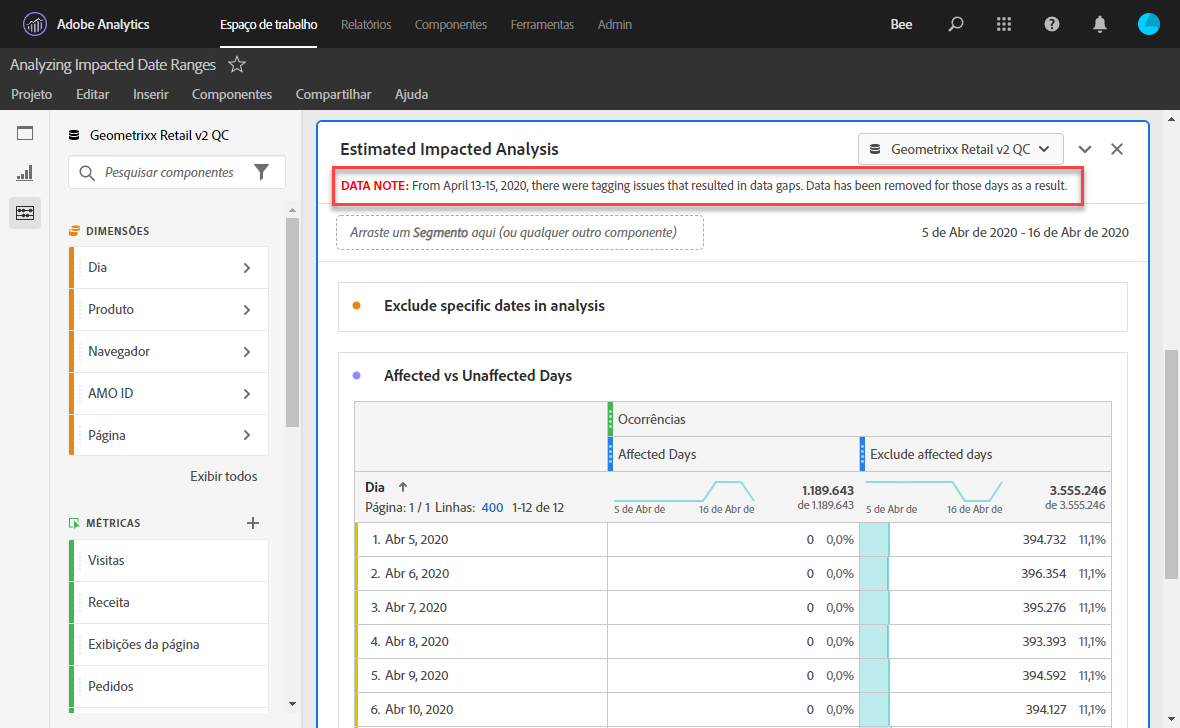 Adobe Analytics
Espaço de trabalho
Relatórios
Componentes
Ferramentas
Admin
Bee
Analyzing Impacted Date Ranges
Projeto
Editar
Inserir
Componentes
Compartilhar
Ajuda
Geometrixx Retail v2 QC
Pesquisar componentes
DIMENSÕES
Dia
Produto
Navegador
AMO ID
Página
Exibir todos
MÉTRICAS
Visitas
Receita
Exibições da página
Pedidos
Estimated Impacted Analysis
Geometrixx Retail v2 QC
DATA NOTE: From April 13-15, 2020, there were tagging issues that resulted in data gaps. Data has been removed for those days as a result.
Arraste um Segmento aqui (ou qualquer outro componente)
5 de Abr de 2020 - 16 de Abr de 2020
Exclude specific dates in analysis
Affected vs Unaffected Days
Ocorrências
Affected Days
Exclude affected days
Dia
Página: 1 / 1 Linhas: 400 1-12 de 12
5 de Abr de
16 de Abr de
1.189.643
de 1.189.643
5 de Abr de
16 de Abr de
3.555.246
de 3.555.246
1. Abr 5, 2020 0 0,0% 394.732 11,1%
2. Abr 6, 2020 0 0,0% 396.354 11,1%
3. Abr 7, 2020 0 0,0% 395.276 11,1%
4. Abr 8, 2020 0 0,0% 393.393 11,1%
5. Abr 9, 2020 0 0,0% 394.592 11,1%
6. Abr 10, 2020 0 0,0% 394.127 11,1%